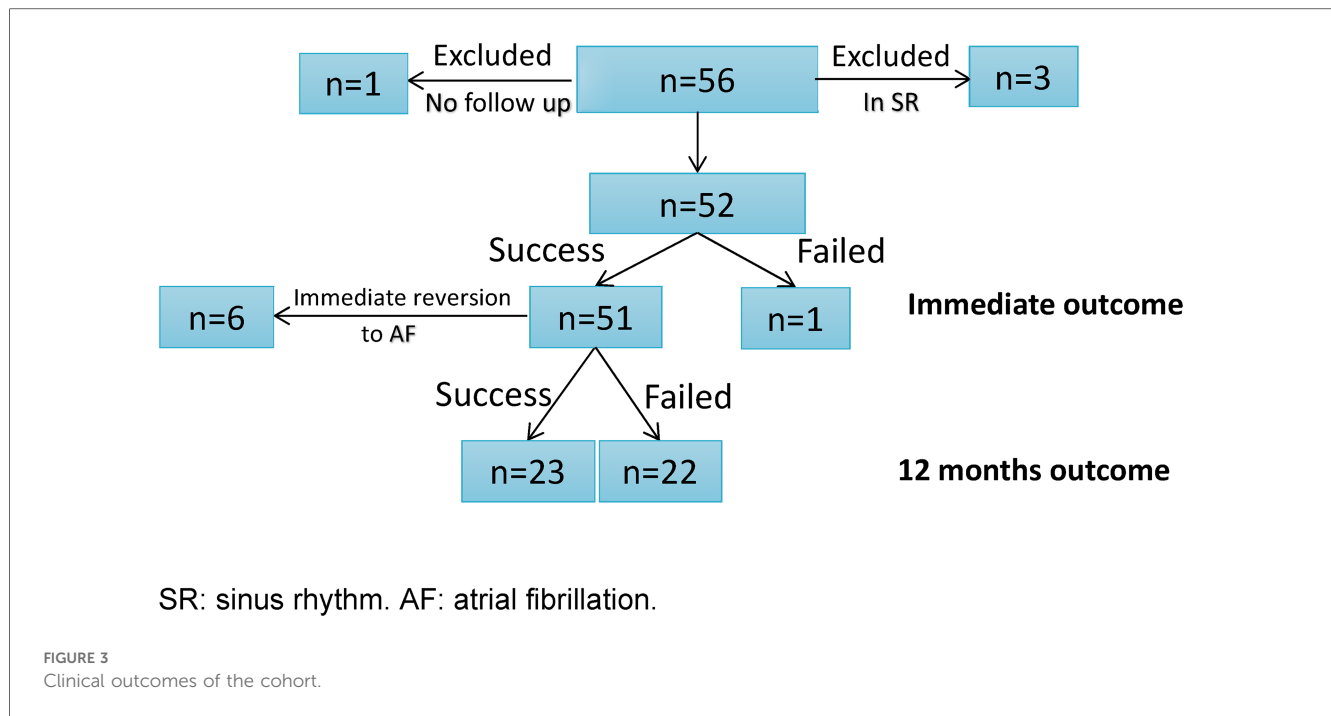 Excluded
Excluded
n=1
n=56
n=3
No follow up
In SR
n=52
Success
Failed
n=6
Immediate reversion
to AF
n=51
n=1
Immediate outcome
Success
Failed
n=23
n=22
12 months outcome
SR: sinus rhythm. AF: atrial fibrillation.
FIGURE 3
Clinical outcomes of the cohort.